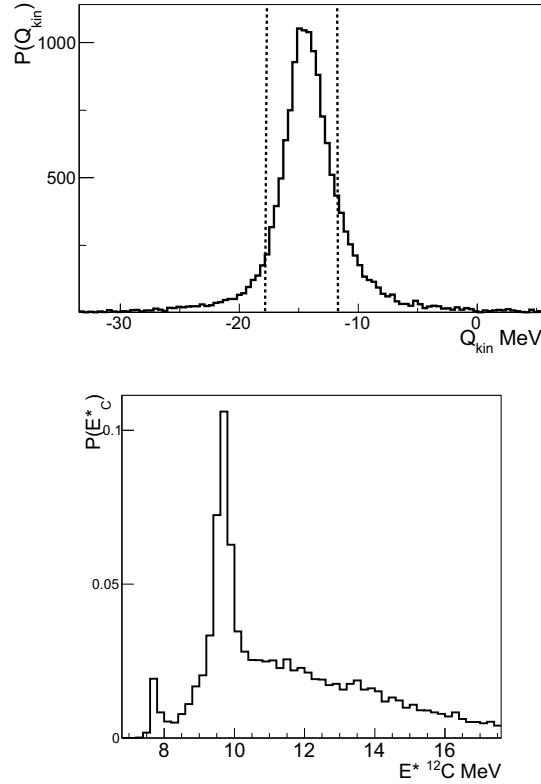 P(Q_kin)
1000
500
-30 -20 -10 0
Q_kin MeV
P(E*_C)
0.1
0.05
0
8 10 12 14 16
E* ¹²C MeV